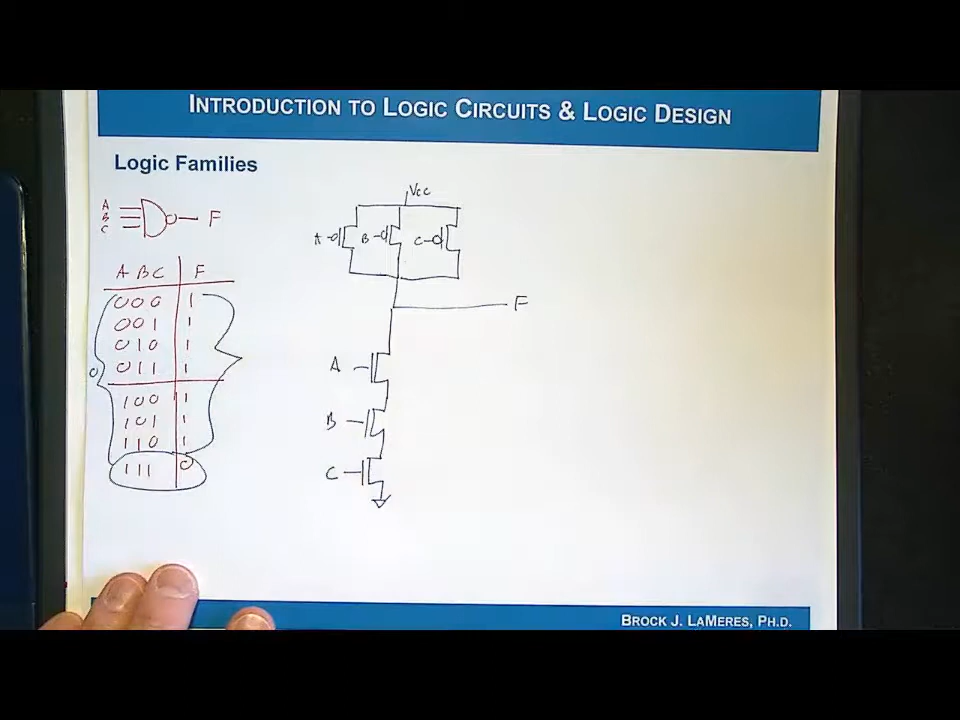 INTRODUCTION TO LOGIC CIRCUITS & LOGIC DESIGN
Logic Families
A
B
C
F
A B C F
0 0 0 1
0 0 1 1
0 1 0 1
0 1 1 1
1 0 0 1
1 0 1 1
1 1 0 1
1 1 1 0
0
Vcc
A B C
F
A
B
C
BROCK J. LAMERES, PH.D.